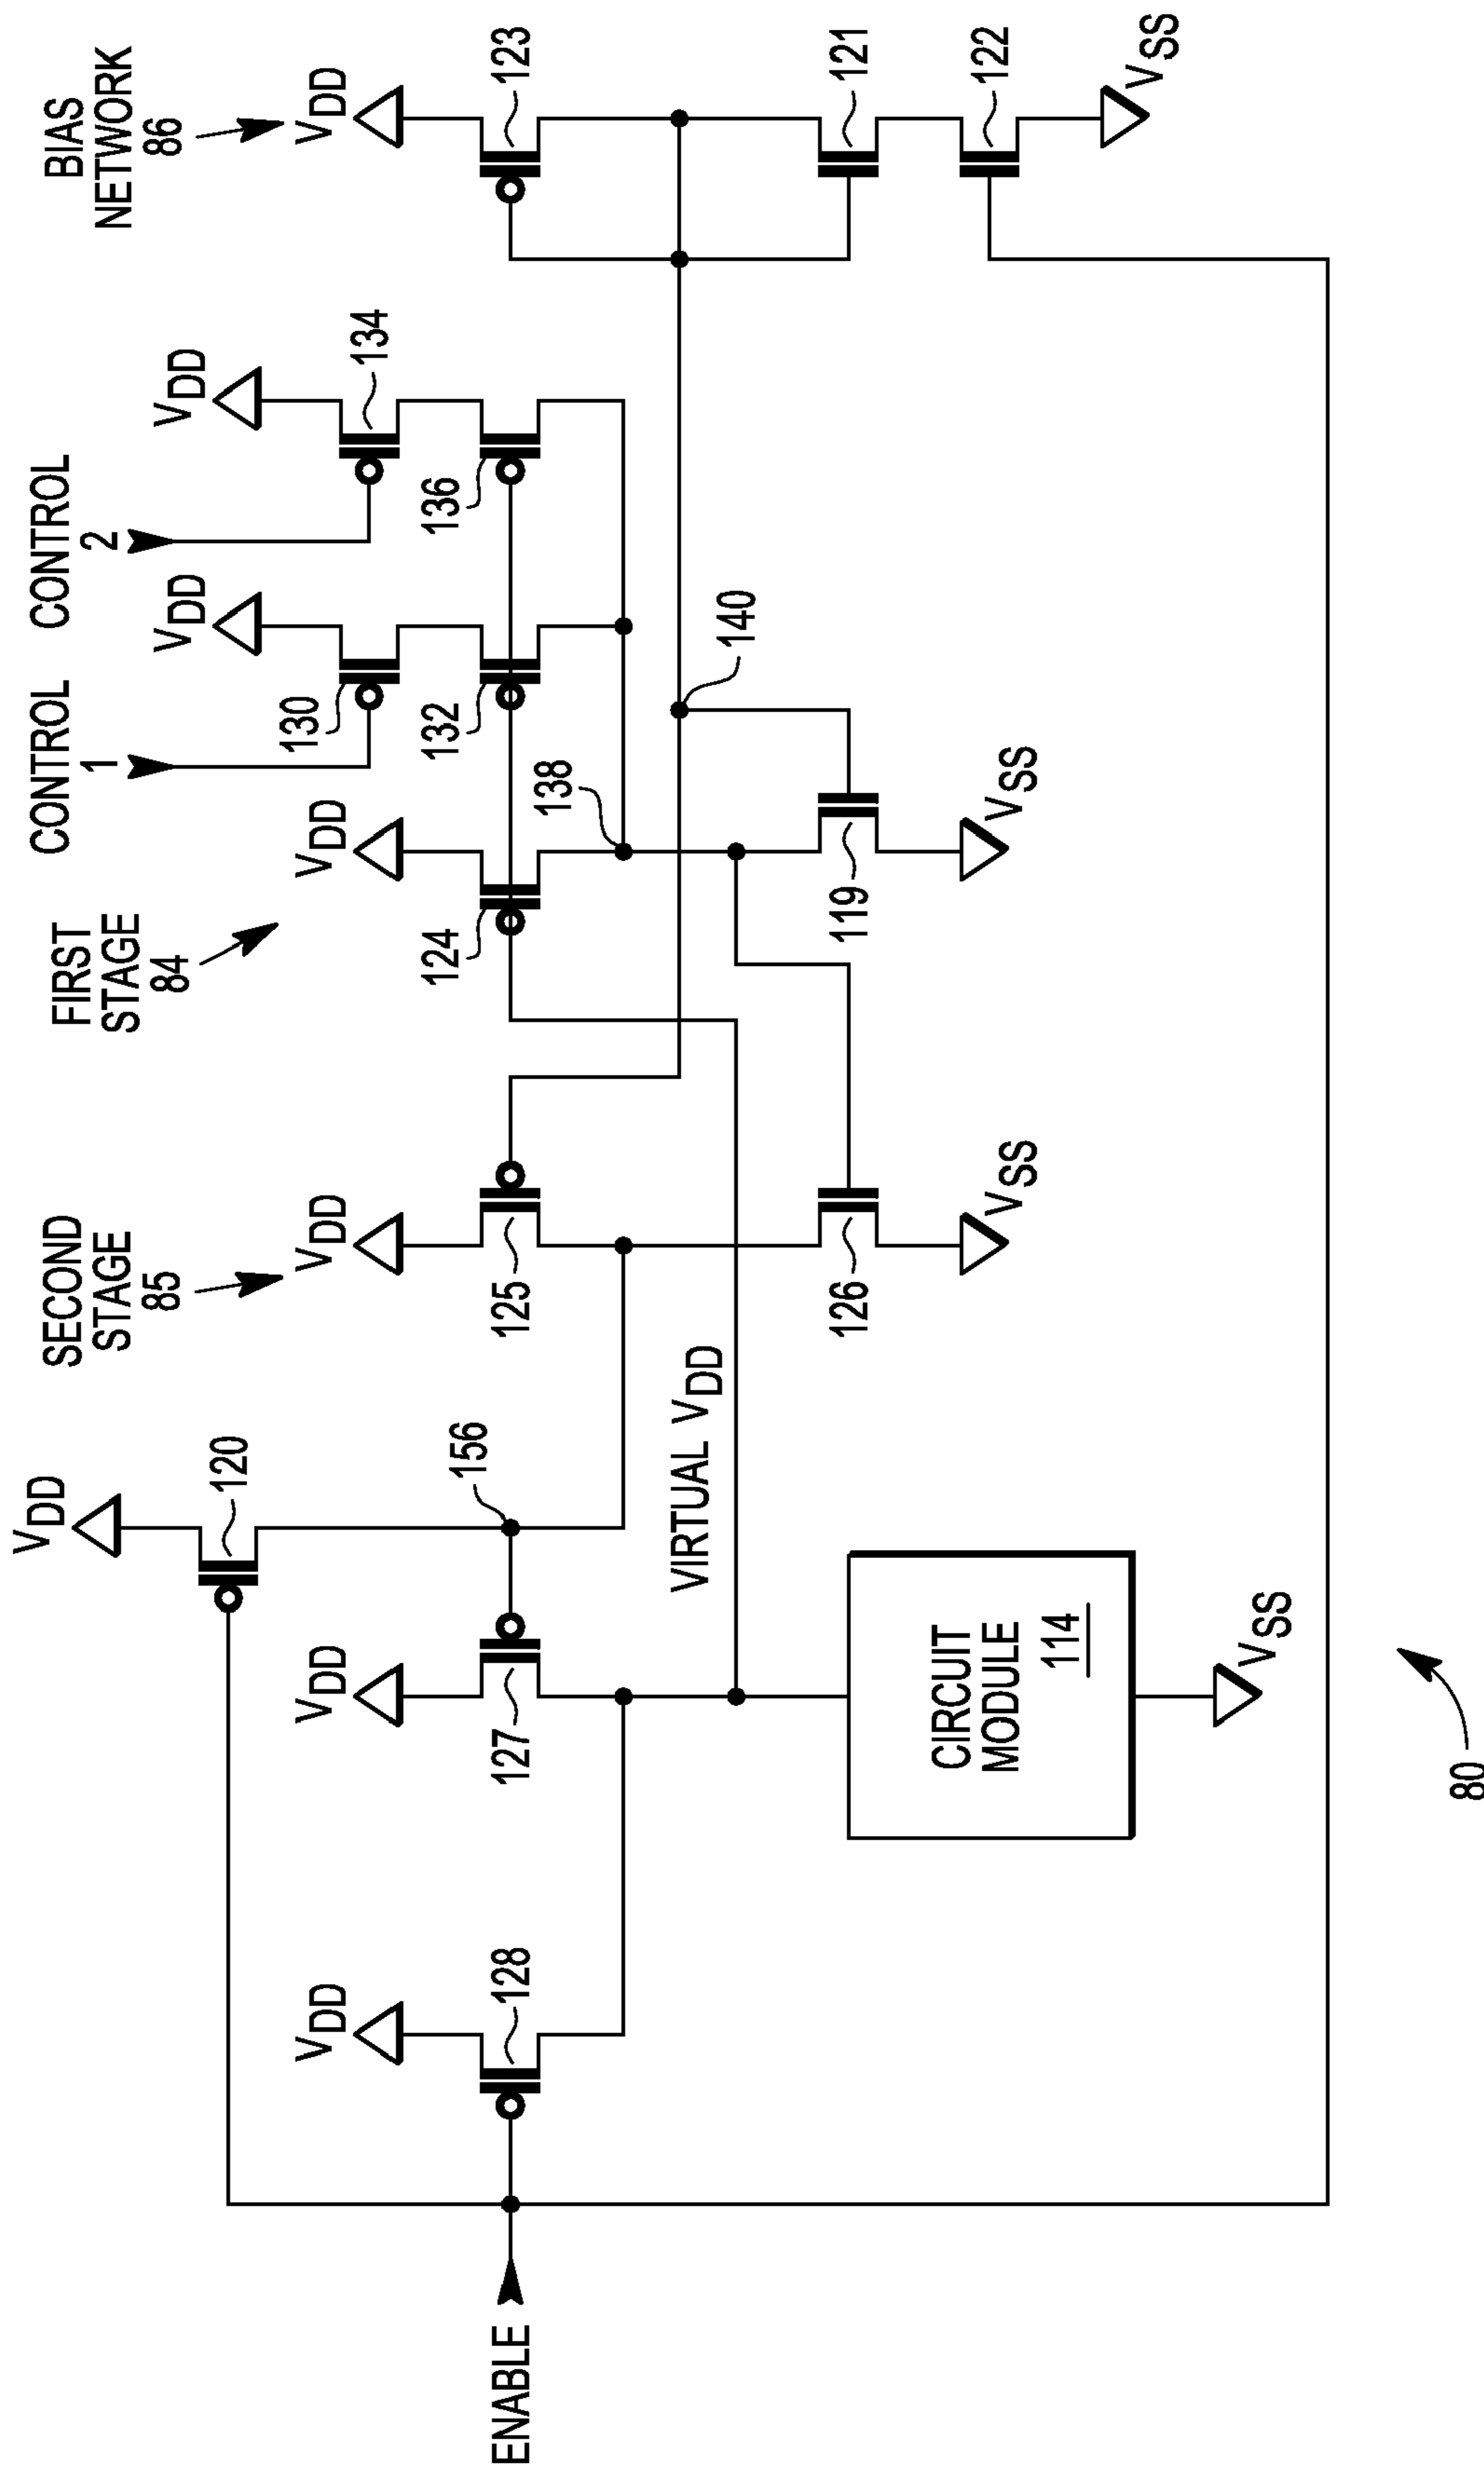 BIAS
NETWORK
86
VDD
123
121
122
VSS
CONTROL
2
VDD
134
136
CONTROL
1
VDD
130
132
140
FIRST
STAGE
84
VDD
124
138
119
VSS
SECOND
STAGE
85
VDD
125
126
VSS
VDD
120
156
VIRTUAL VDD
VDD
127
CIRCUIT
MODULE
114
VSS
VDD
128
ENABLE
80